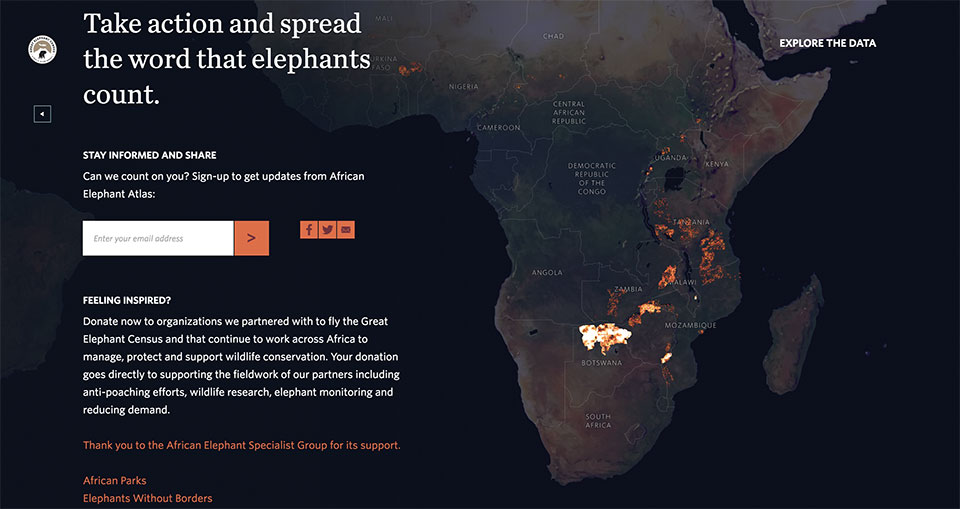 Take action and spread
the word that elephants
count.
EXPLORE THE DATA
STAY INFORMED AND SHARE
Can we count on you? Sign-up to get updates from African
Elephant Atlas:
Enter your email address
>
FEELING INSPIRED?
Donate now to organizations we partnered with to fly the Great
Elephant Census and that continue to work across Africa to
manage, protect and support wildlife conservation. Your donation
goes directly to supporting the fieldwork of our partners including
anti-poaching efforts, wildlife research, elephant monitoring and
reducing demand.
Thank you to the African Elephant Specialist Group for its support.
African Parks
Elephants Without Borders
MALI
CHAD
BURKINA
FASO
NIGERIA
CENTRAL
AFRICAN
REPUBLIC
CAMEROON
UGANDA
KENYA
DEMOCRATIC
REPUBLIC
OF THE
CONGO
TANZANIA
ANGOLA
ZAMBIA
MALAWI
MOZAMBIQUE
BOTSWANA
SOUTH
AFRICA